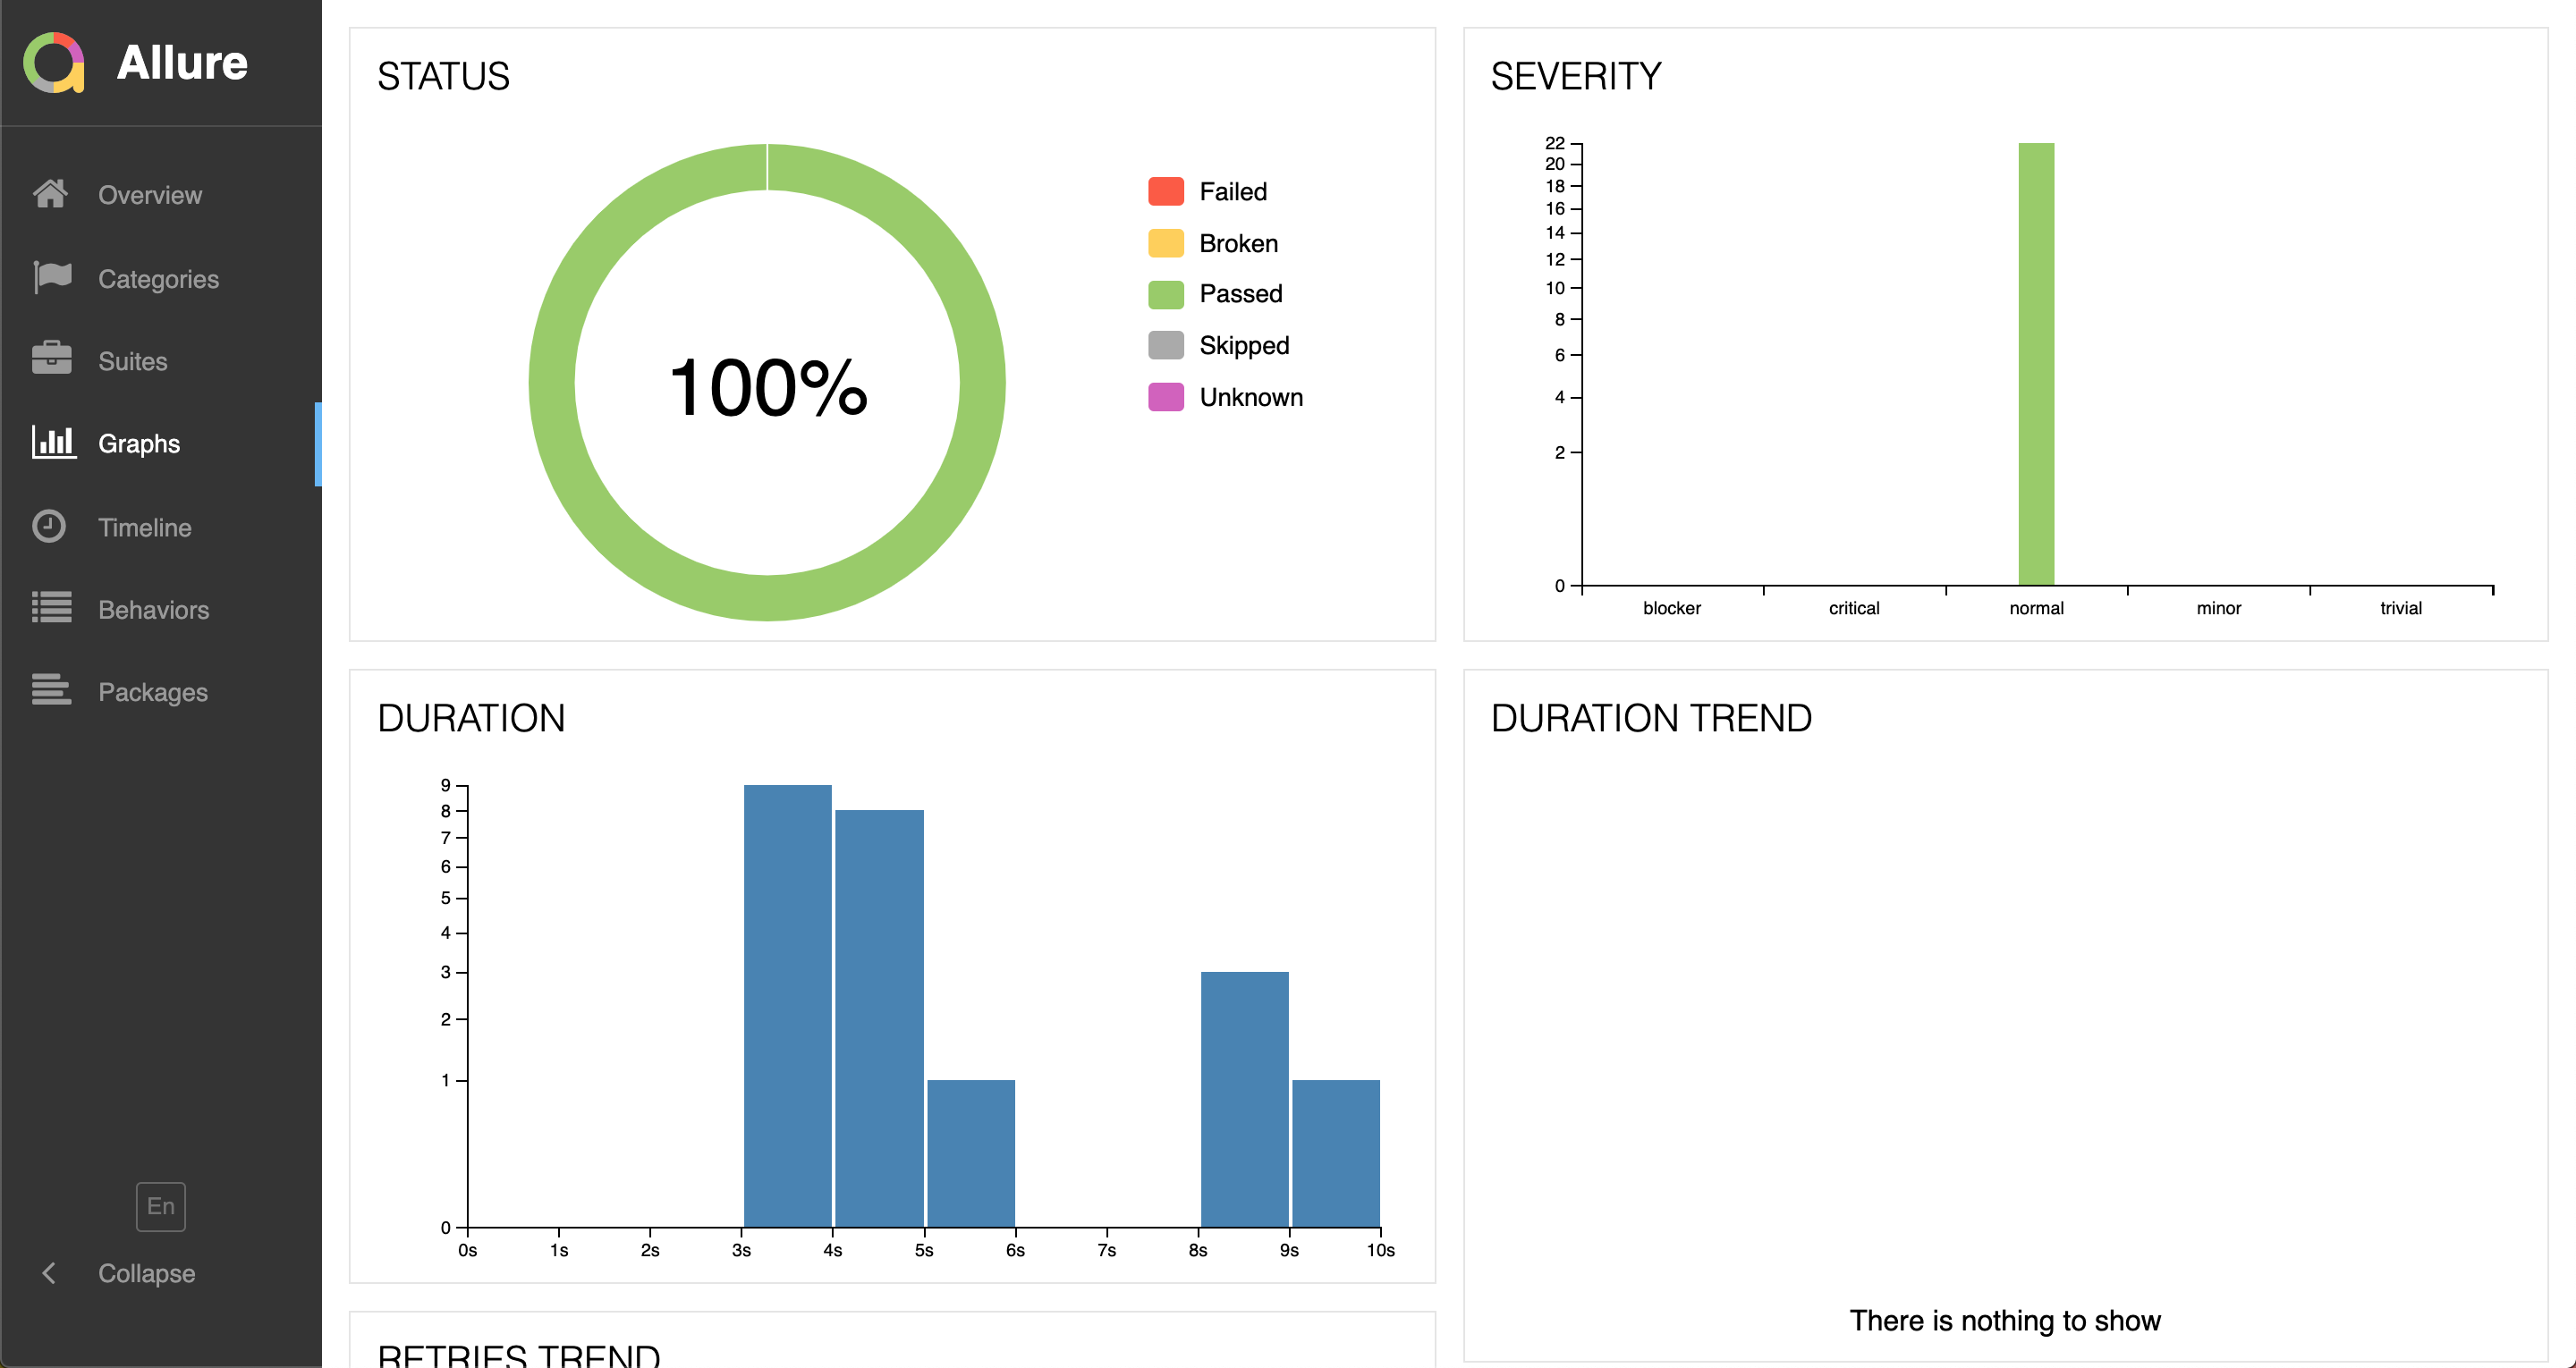 Allure
Overview
Categories
Suites
Graphs
Timeline
Behaviors
Packages
En
Collapse
STATUS
100%
Failed
Broken
Passed
Skipped
Unknown
SEVERITY
22
20
18
16
14
12
10
8
6
4
2
0
blocker critical normal minor trivial
DURATION
9
8
7
6
5
4
3
2
1
0
0s 1s 2s 3s 4s 5s 6s 7s 8s 9s 10s
DURATION TREND
There is nothing to show
RETRIES TREND